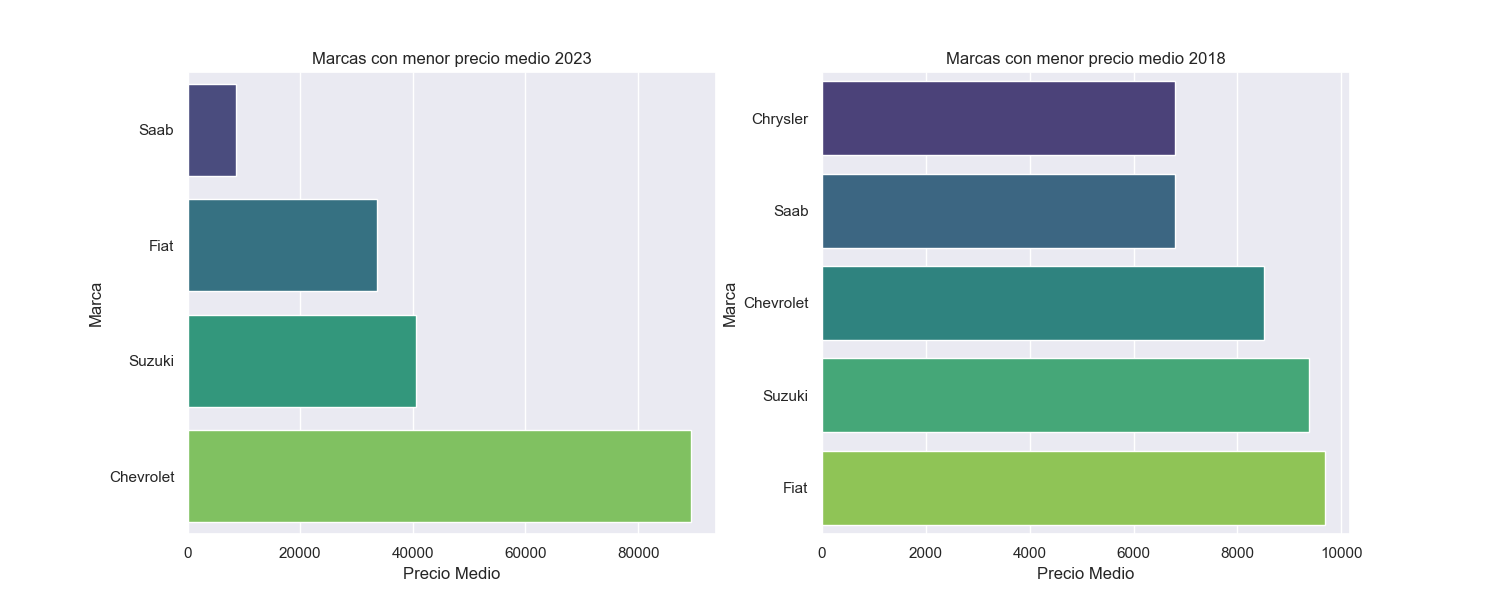 Marcas con menor precio medio 2023
Marca
Saab
Fiat
Suzuki
Chevrolet
0 20000 40000 60000 80000
Precio Medio
Marcas con menor precio medio 2018
Marca
Chrysler
Saab
Chevrolet
Suzuki
Fiat
0 2000 4000 6000 8000 10000
Precio Medio